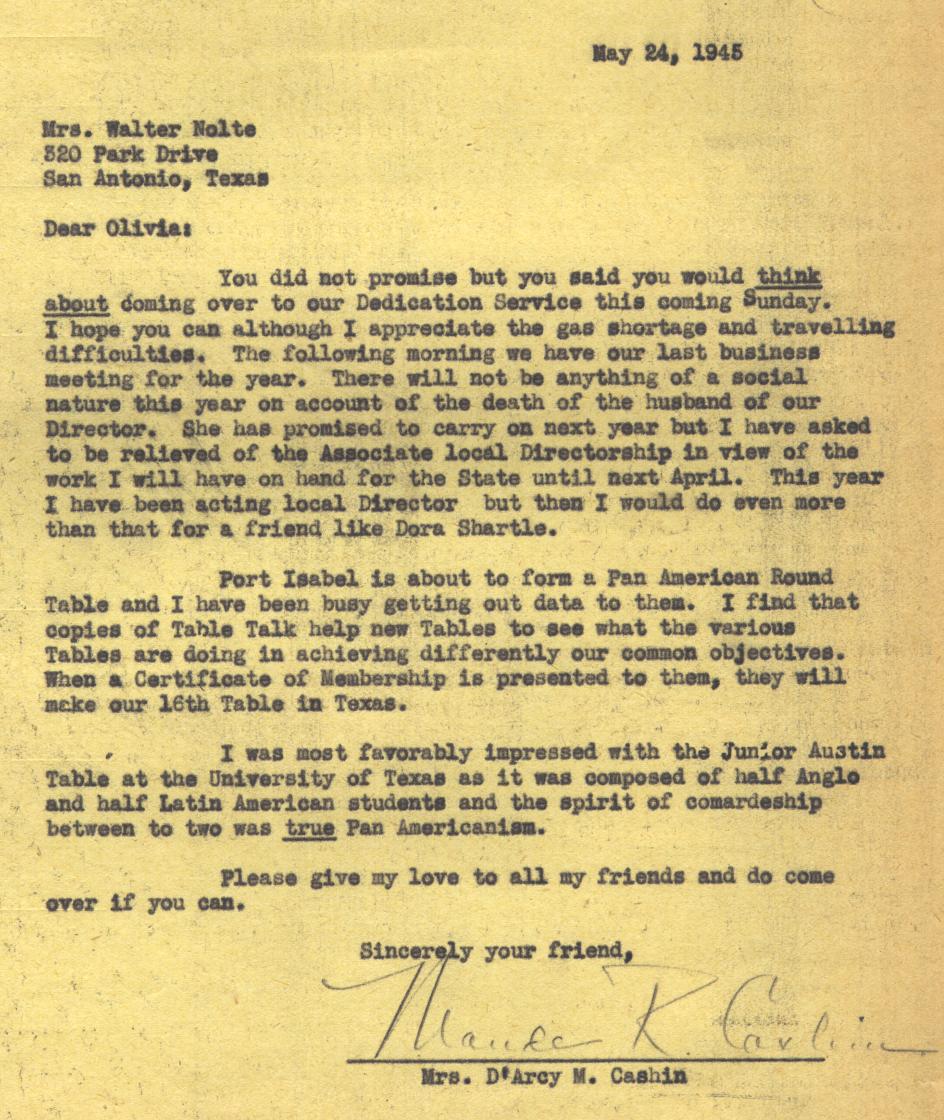 May 24, 1945
Mrs. Walter Nolte
320 Park Drive
San Antonio, Texas
Dear Olivia:
You did not promise but you said you would think
about coming over to our Dedication Service this coming Sunday.
I hope you can although I appreciate the gas shortage and travelling
difficulties. The following morning we have our last business
meeting for the year. There will not be anything of a social
nature this year on account of the death of the husband of our
Director. She has promised to carry on next year but I have asked
to be relieved of the Associate local Directorship in view of the
work I will have on hand for the State until next April. This year
I have been acting local Director but then I would do even more
than that for a friend like Dora Shartle.
Port Isabel is about to form a Pan American Round
Table and I have been busy getting out data to them. I find that
copies of Table Talk help new Tables to see what the various
Tables are doing in achieving differently our common objectives.
When a Certificate of Membership is presented to them, they will
make our 16th Table in Texas.
I was most favorably impressed with the Junior Austin
Table at the University of Texas as it was composed of half Anglo
and half Latin American students and the spirit of comardeship
between to two was true Pan Americanism.
Please give my love to all my friends and do come
over if you can.
Sincerely your friend,
Maude R. Cashin
Mrs. D'Arcy M. Cashin